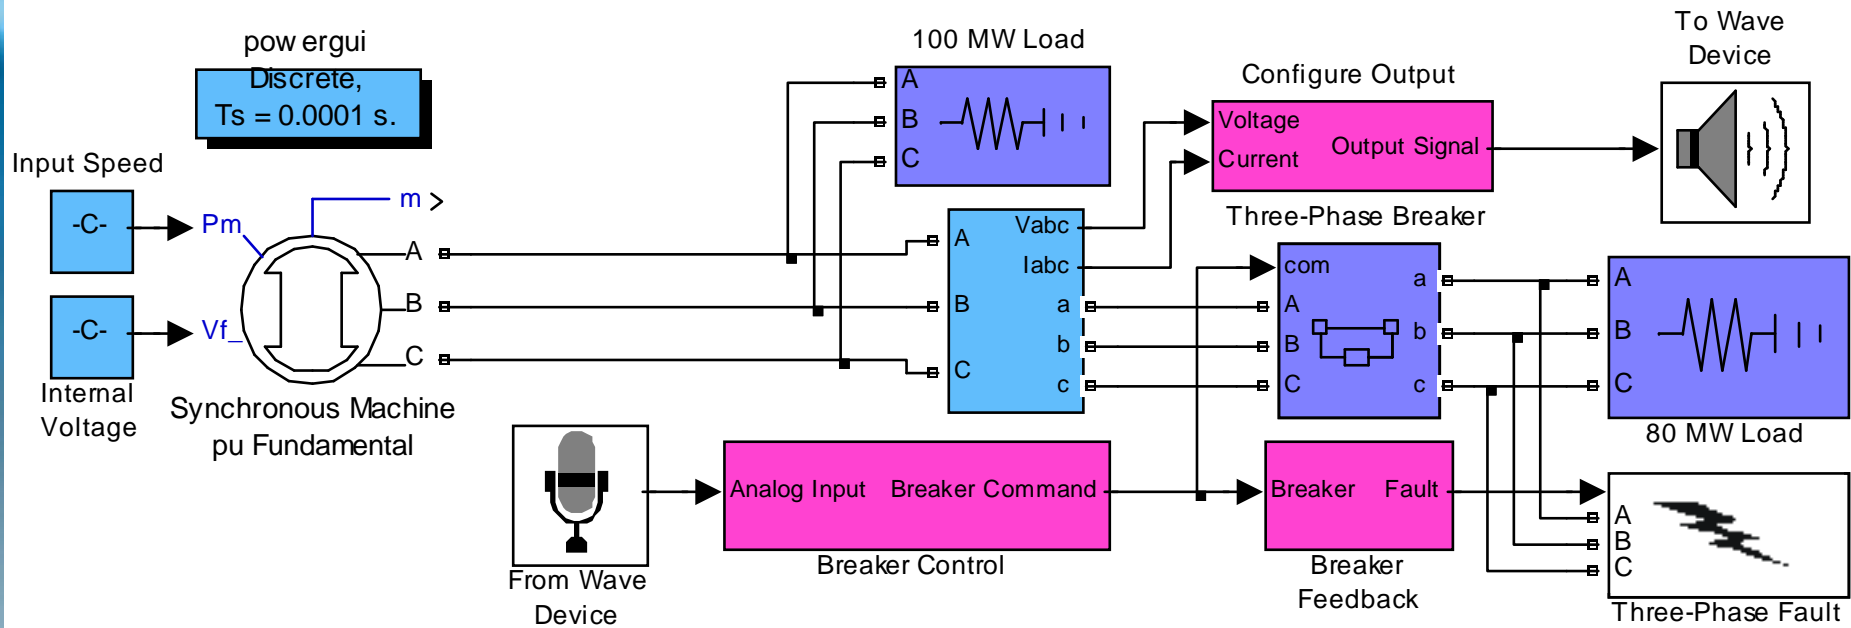 pow ergui
Discrete,
Ts = 0.0001 s.
Input Speed
-C-
Pm
m
A
B
C
-C-
Vf_
Internal
Voltage
Synchronous Machine
pu Fundamental
100 MW Load
A
B
C
A
B
C
Vabc
Iabc
a
b
c
Configure Output
Voltage
Current
Output Signal
To Wave
Device
Three-Phase Breaker
com
A
B
C
a
b
c
A
B
C
80 MW Load
From Wave
Device
Analog Input
Breaker Command
Breaker Control
Breaker
Fault
Breaker
Feedback
A
B
C
Three-Phase Fault